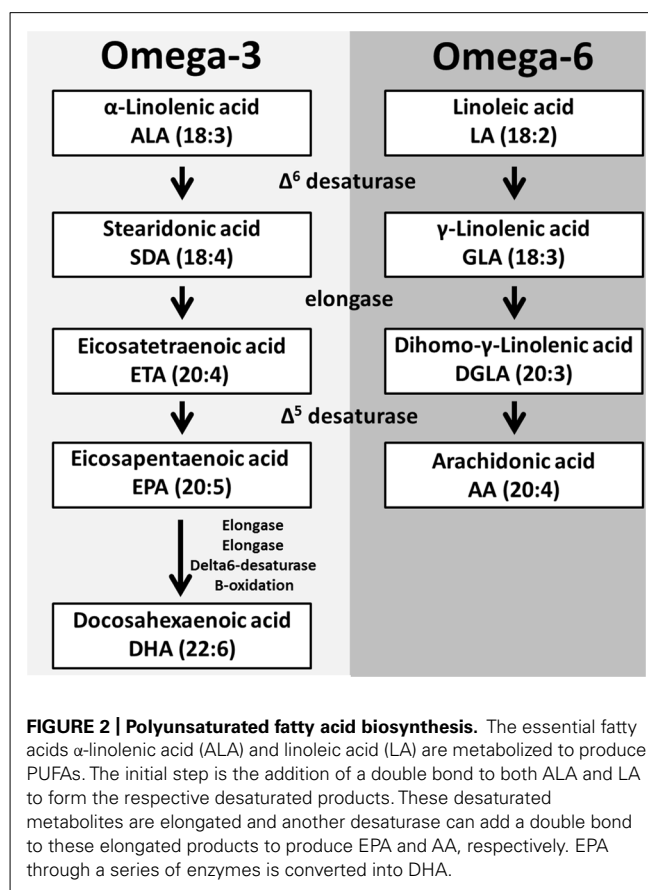 Omega-3
Omega-6
α-Linolenic acid
ALA (18:3)
Linoleic acid
LA (18:2)
Δ⁶ desaturase
Stearidonic acid
SDA (18:4)
γ-Linolenic acid
GLA (18:3)
elongase
Eicosatetraenoic acid
ETA (20:4)
Dihomo-γ-Linolenic acid
DGLA (20:3)
Δ⁵ desaturase
Eicosapentaenoic acid
EPA (20:5)
Arachidonic acid
AA (20:4)
Elongase
Elongase
Delta6-desaturase
B-oxidation
Docosahexaenoic acid
DHA (22:6)
FIGURE 2 | Polyunsaturated fatty acid biosynthesis. The essential fatty
acids α-linolenic acid (ALA) and linoleic acid (LA) are metabolized to produce
PUFAs. The initial step is the addition of a double bond to both ALA and LA
to form the respective desaturated products. These desaturated
metabolites are elongated and another desaturase can add a double bond
to these elongated products to produce EPA and AA, respectively. EPA
through a series of enzymes is converted into DHA.